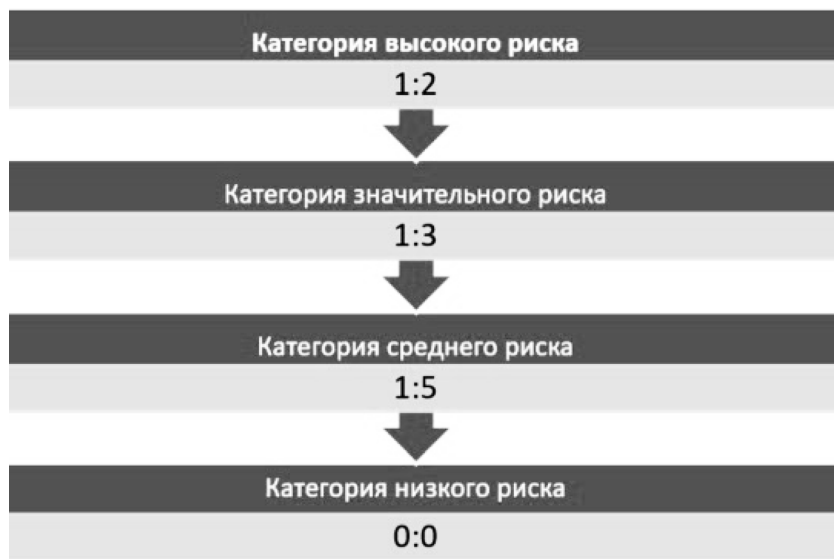 Категория высокого риска
1:2
Категория значительного риска
1:3
Категория среднего риска
1:5
Категория низкого риска
0:0